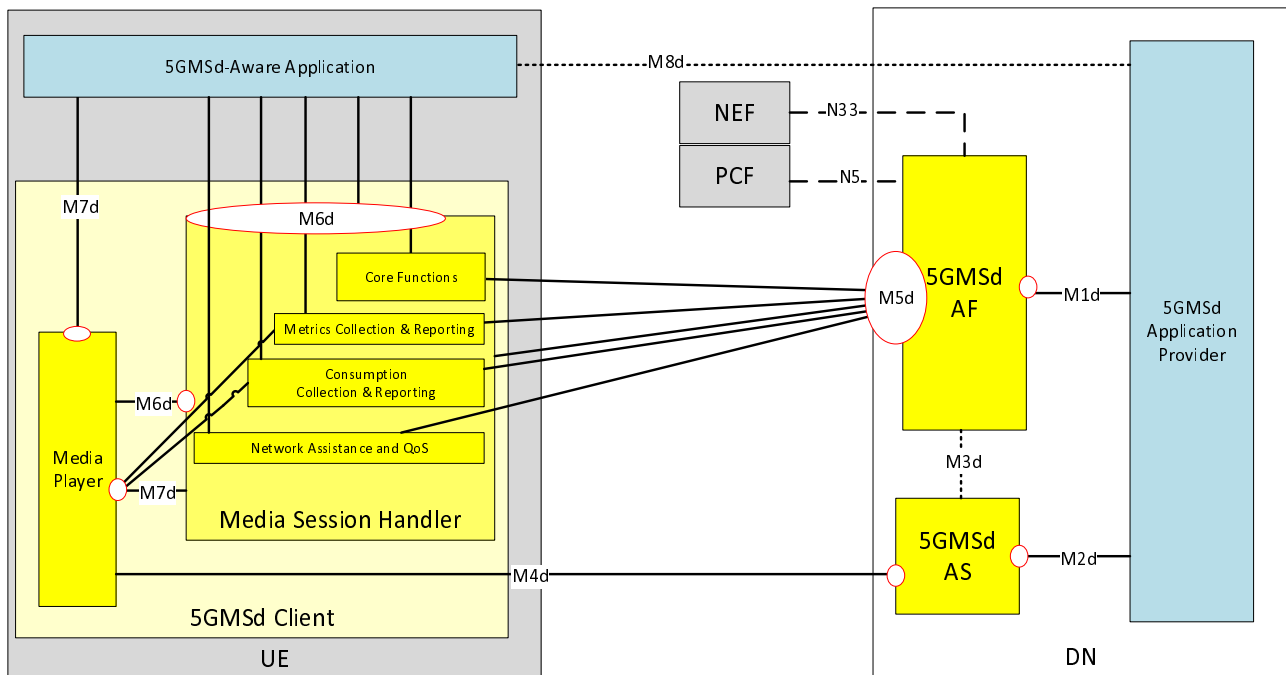 5GMSd-Aware Application
M8d
NEF
N33
PCF
N5
M7d
M6d
Core Functions
Metrics Collection & Reporting
Consumption
Collection & Reporting
Network Assistance and QoS
M6d
Media
Player
M7d
Media Session Handler
M5d
5GMSd
AF
M1d
5GMSd
Application
Provider
M3d
5GMSd
AS
M2d
M4d
5GMSd Client
UE
DN